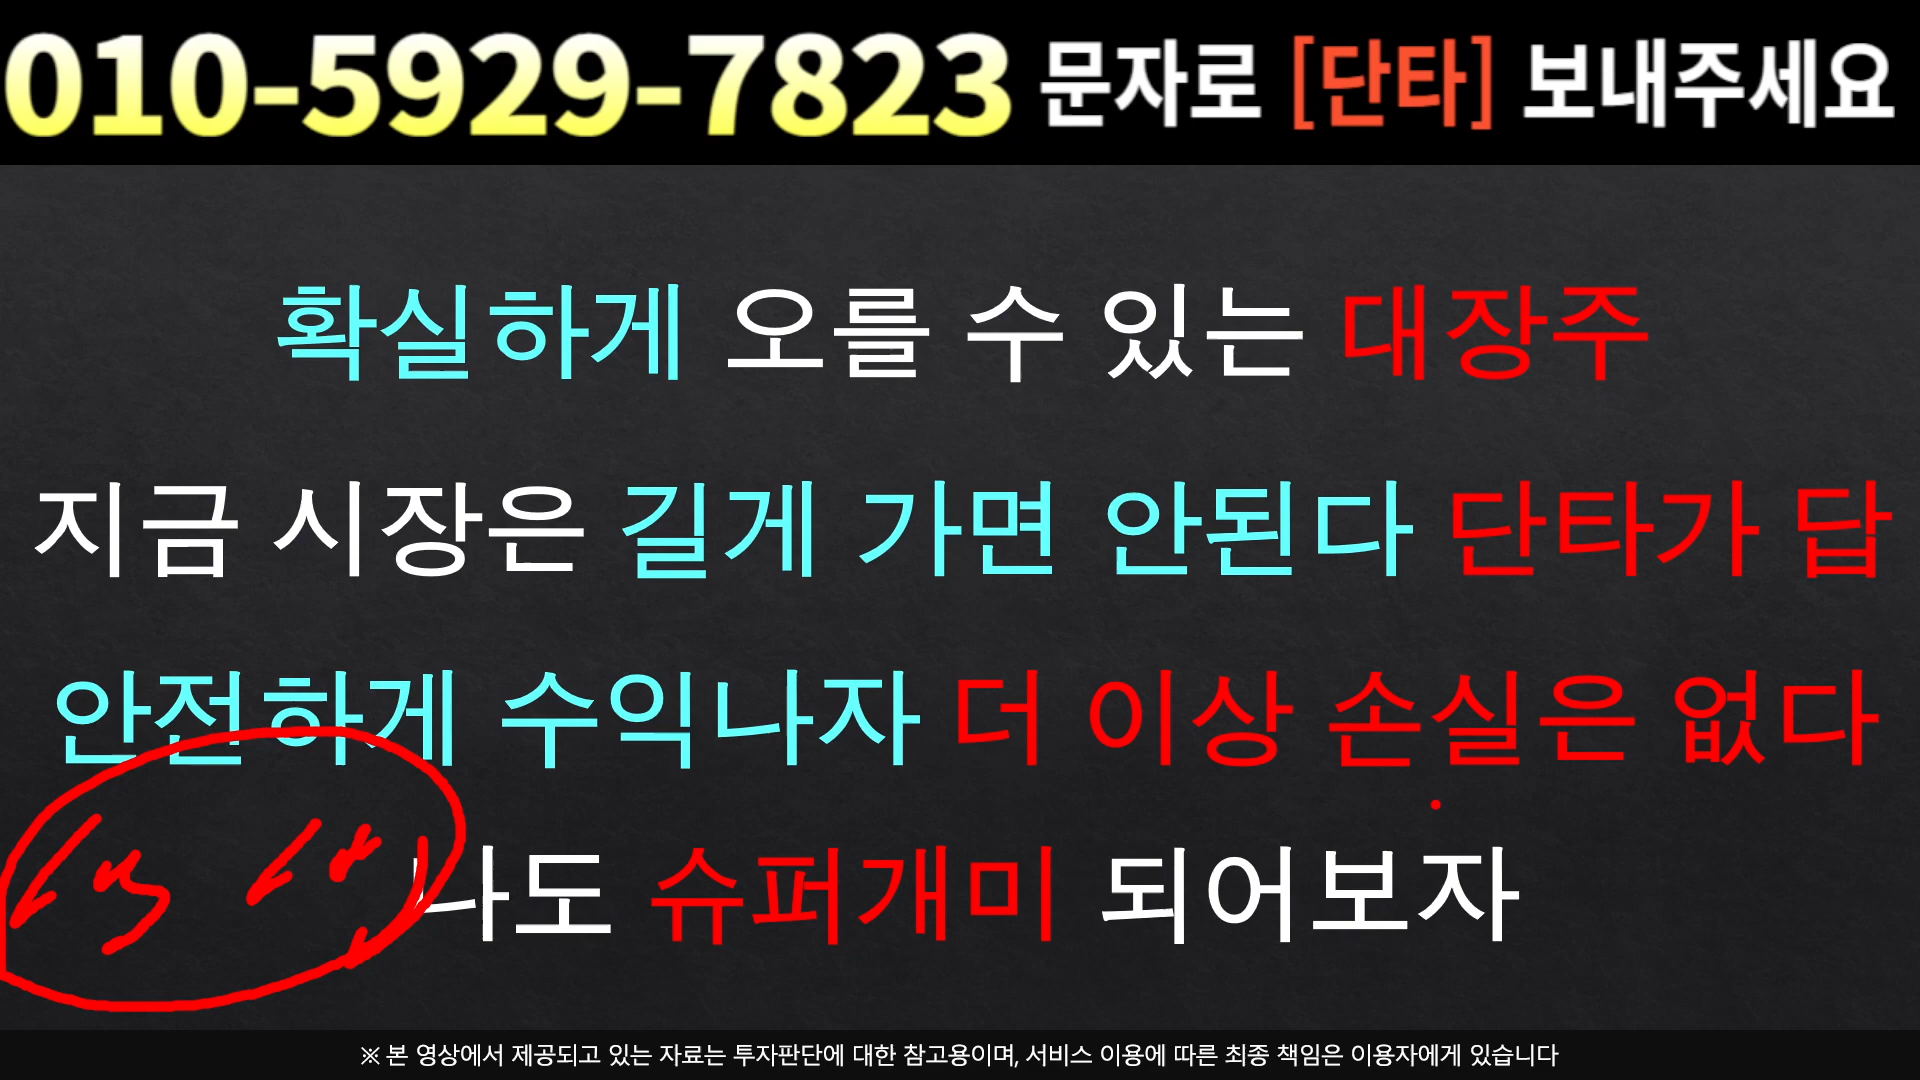 010-5929-7823 문자로 [단타] 보내주세요
확실하게 오를 수 있는 대장주
지금 시장은 길게 가면 안된다 단타가 답
안전하게 수익나자 더 이상 손실은 없다
나도 슈퍼개미 되어보자
※ 본 영상에서 제공되고 있는 자료는 투자판단에 대한 참고용이며, 서비스 이용에 따른 최종 책임은 이용자에게 있습니다